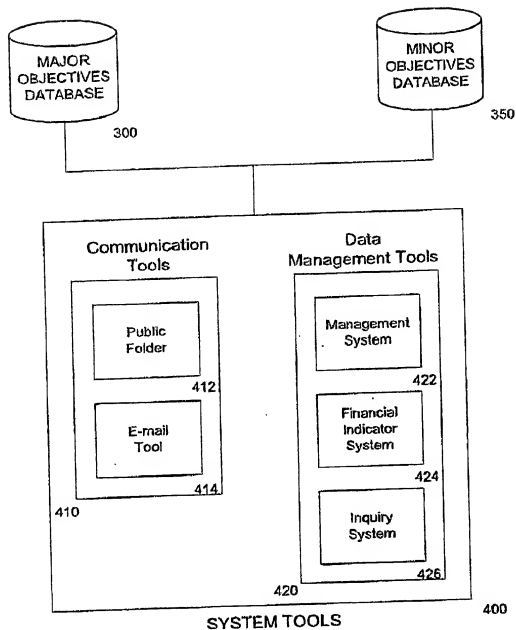 MAJOR
OBJECTIVES
DATABASE
300
MINOR
OBJECTIVES
DATABASE
350
Communication
Tools
Public
Folder
412
E-mail
Tool
414
410
Data
Management Tools
Management
System
422
Financial
Indicator
System
424
Inquiry
System
426
420
400
SYSTEM TOOLS